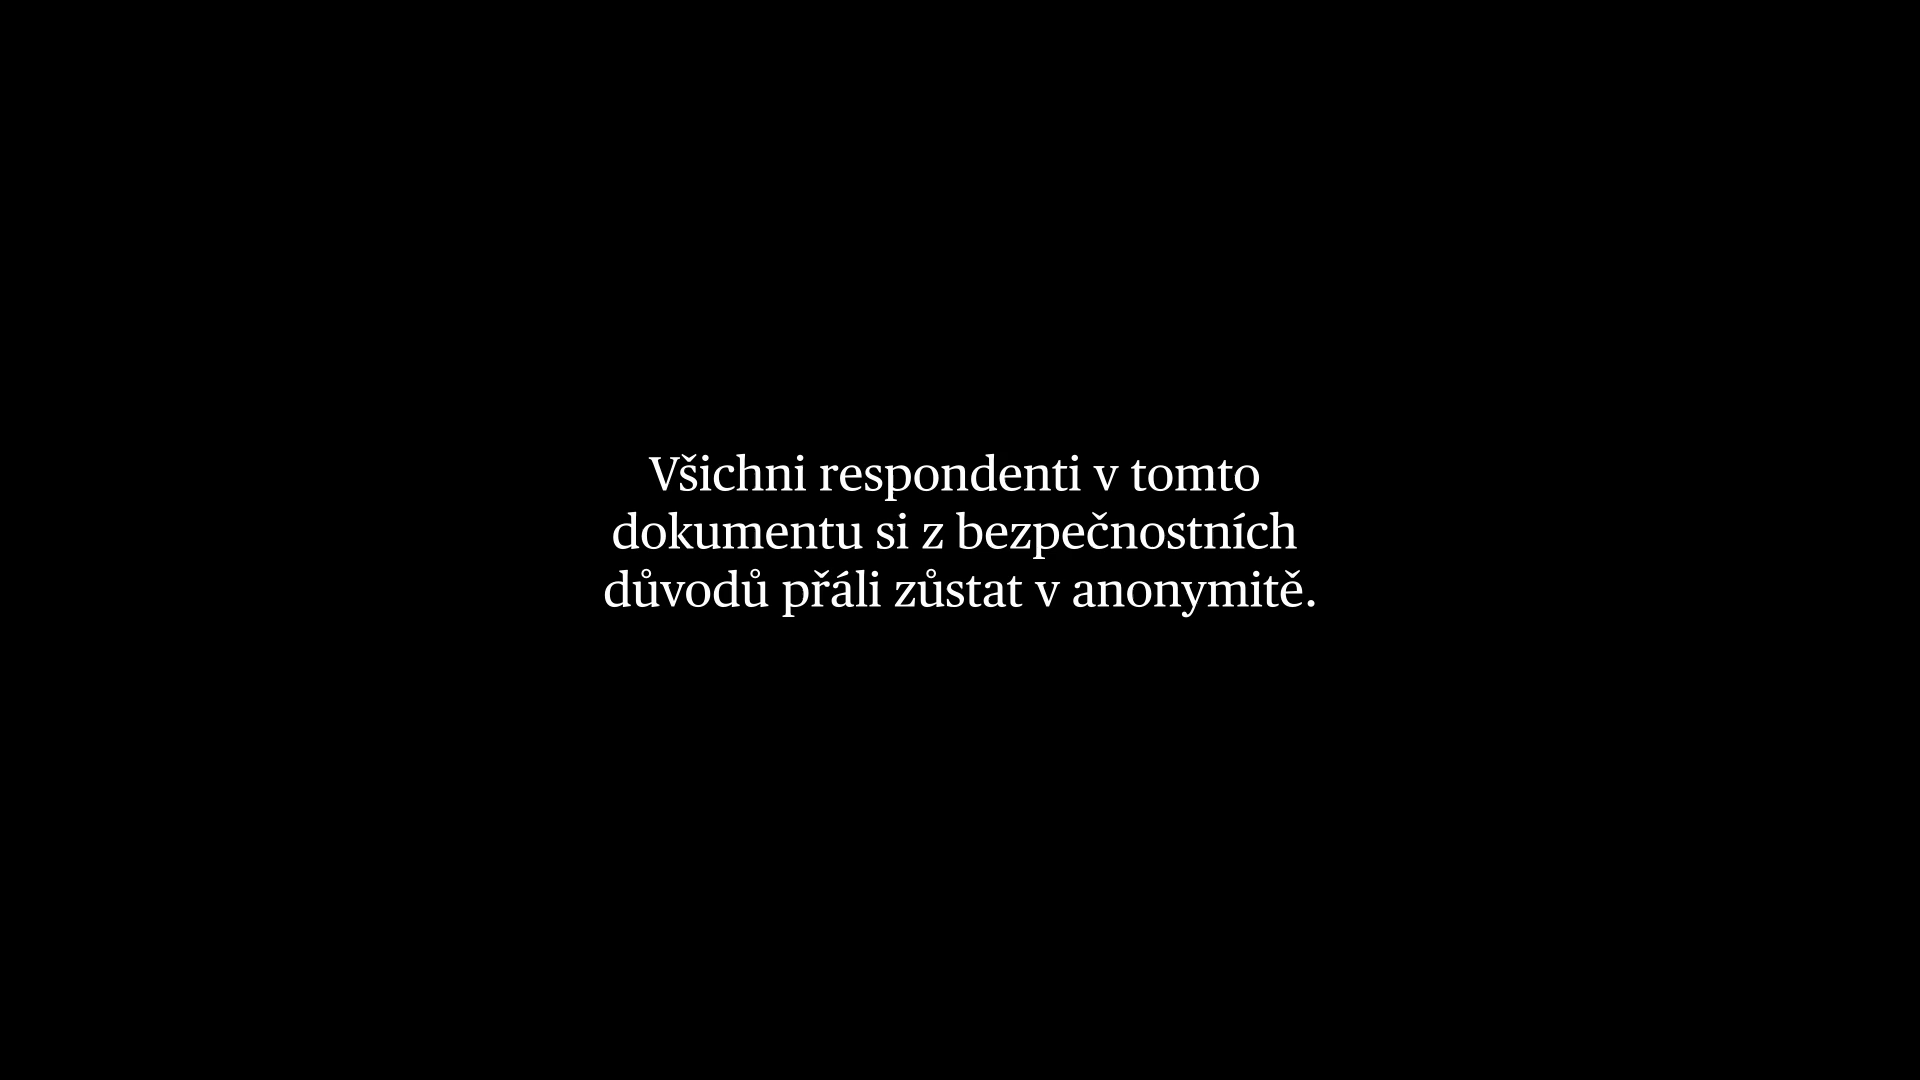 Všichni respondenti v tomto
dokumentu si z bezpečnostních
důvodů přáli zůstat v anonymitě.